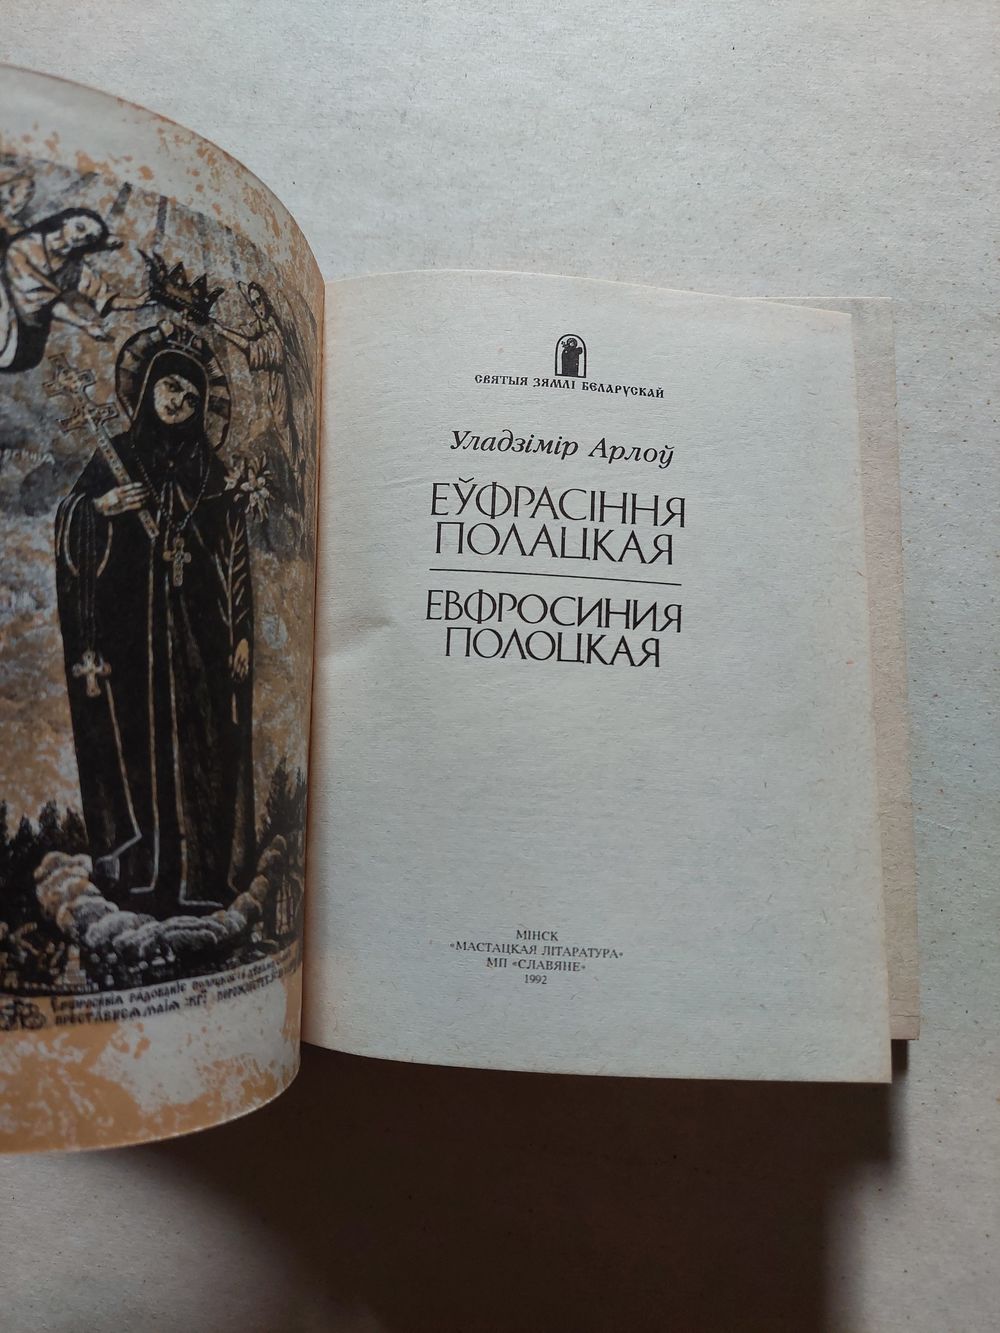 СВЯТЫЯ ЗЯМЛІ БЕЛАРУСКАЙ
Уладзімір Арлоў
ЕЎФРАСІННЯ
ПОЛАЦКАЯ
ЕВФРОСИНИЯ
ПОЛОЦКАЯ
МІНСК
«МАСТАЦКАЯ ЛІТАРАТУРА»
МП «СЛАВЯНЕ»
1992